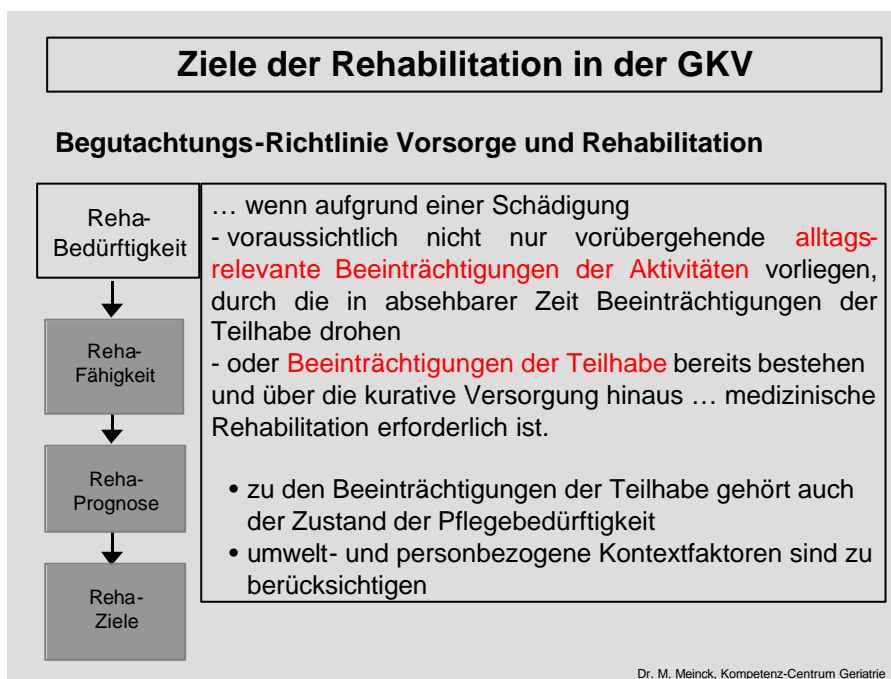 Ziele der Rehabilitation in der GKV
Begutachtungs-Richtlinie Vorsorge und Rehabilitation
Reha-
Bedürftigkeit
Reha-
Fähigkeit
Reha-
Prognose
Reha-
Ziele
… wenn aufgrund einer Schädigung
- voraussichtlich nicht nur vorübergehende alltags-
relevante Beeinträchtigungen der Aktivitäten vorliegen,
durch die in absehbarer Zeit Beeinträchtigungen der
Teilhabe drohen
- oder Beeinträchtigungen der Teilhabe bereits bestehen
und über die kurative Versorgung hinaus … medizinische
Rehabilitation erforderlich ist.
• zu den Beeinträchtigungen der Teilhabe gehört auch
der Zustand der Pflegebedürftigkeit
• umwelt- und personbezogene Kontextfaktoren sind zu
berücksichtigen
Dr. M. Meinck, Kompetenz-Centrum Geriatrie